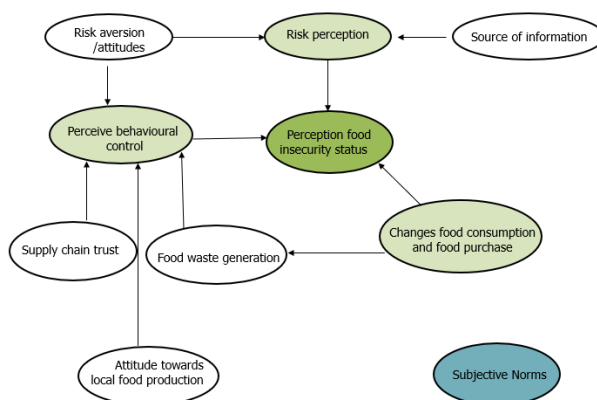 Risk aversion
/attitudes
Risk perception
Source of information
Perceive behavioural
control
Perception food
insecurity status
Supply chain trust
Food waste generation
Changes food consumption
and food purchase
Attitude towards
local food production
Subjective Norms